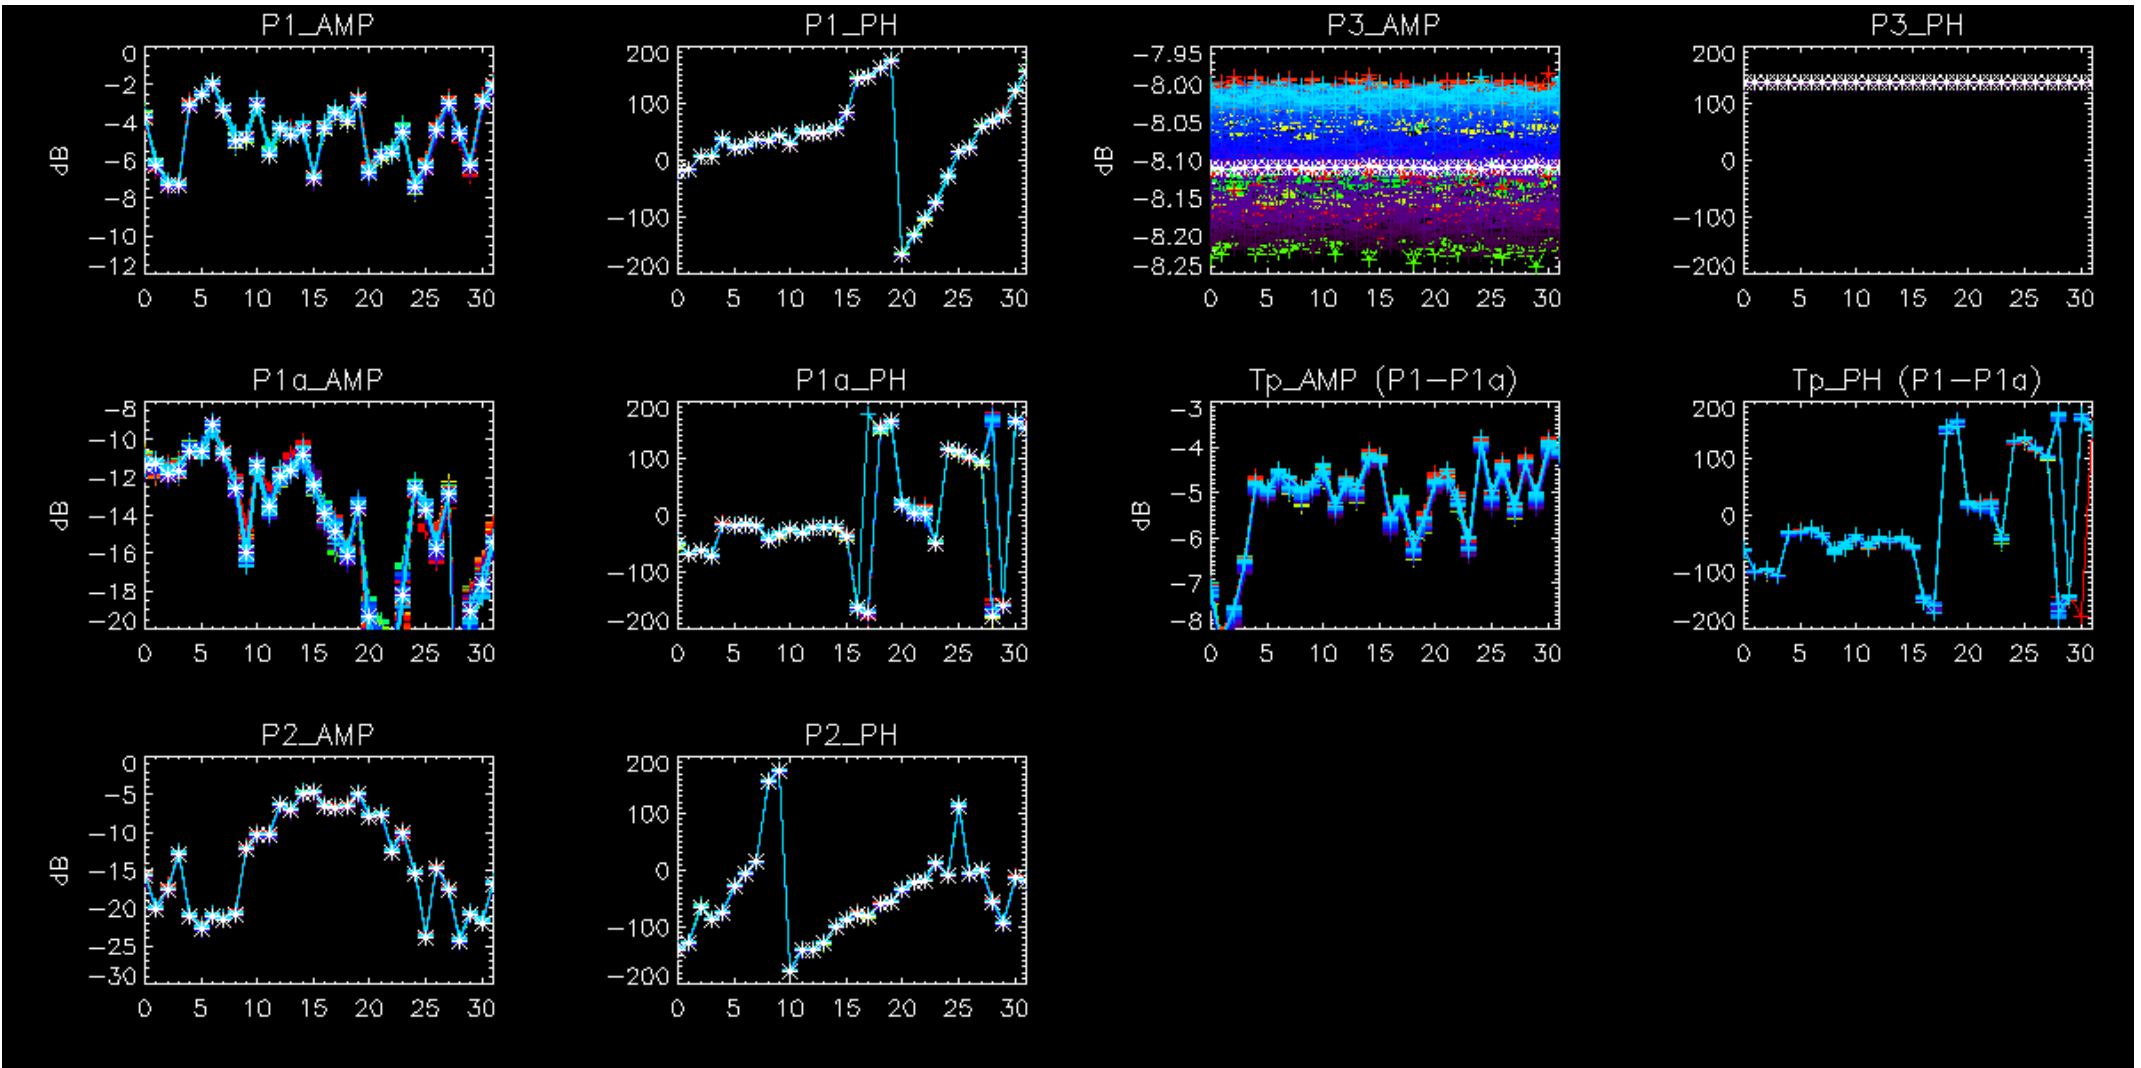 P1_AMP
dB
0
−2
−4
−6
−8
−10
−12
0 5 10 15 20 25 30
P1_PH
200
100
0
−100
−200
0 5 10 15 20 25 30
P3_AMP
dB
−7.95
−8.00
−8.05
−8.10
−8.15
−8.20
−8.25
0 5 10 15 20 25 30
P3_PH
200
100
0
−100
−200
0 5 10 15 20 25 30
P1a_AMP
dB
−8
−10
−12
−14
−16
−18
−20
0 5 10 15 20 25 30
P1a_PH
200
100
0
−100
−200
0 5 10 15 20 25 30
Tp_AMP (P1−P1a)
dB
−3
−4
−5
−6
−7
−8
0 5 10 15 20 25 30
Tp_PH (P1−P1a)
200
100
0
−100
−200
0 5 10 15 20 25 30
P2_AMP
dB
0
−5
−10
−15
−20
−25
−30
0 5 10 15 20 25 30
P2_PH
200
100
0
−100
−200
0 5 10 15 20 25 30